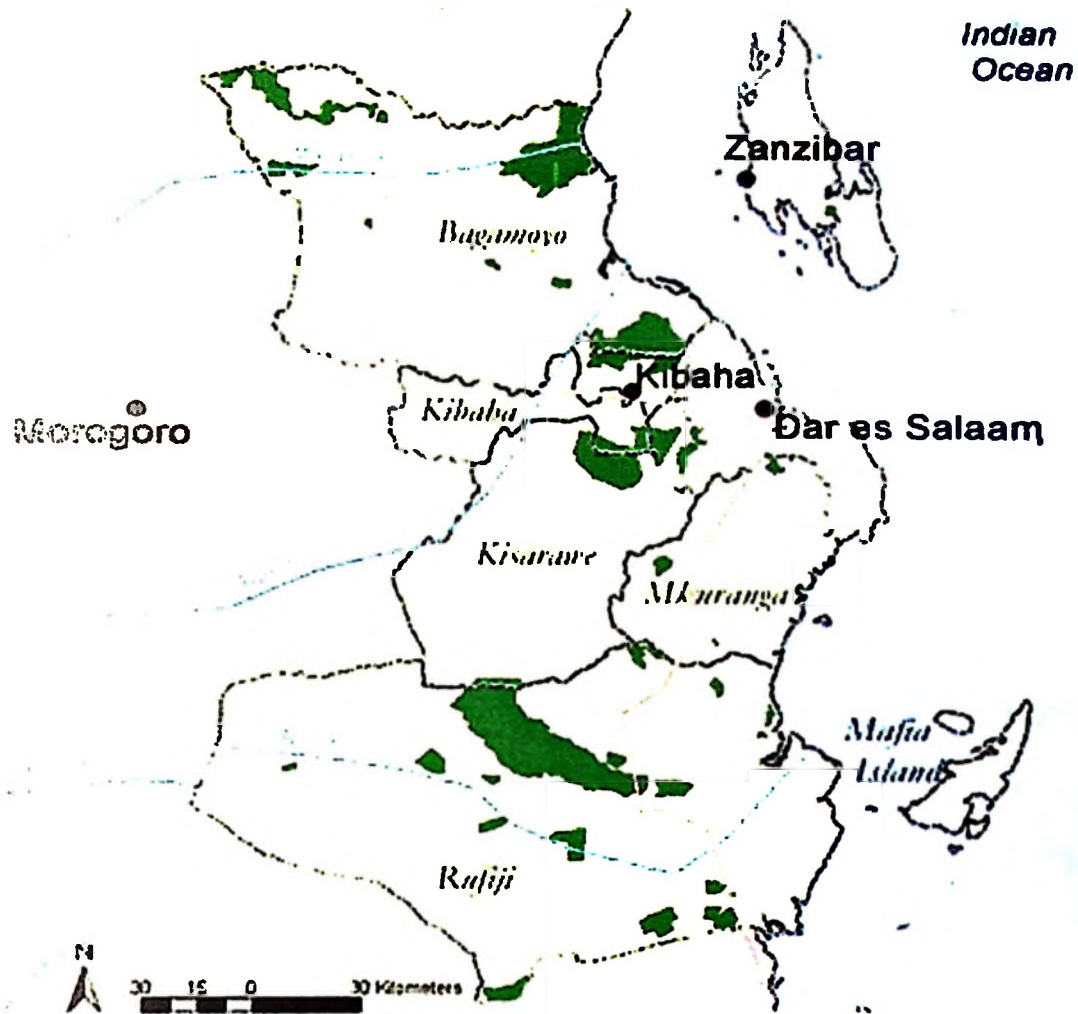 Indian
Ocean
Zanzibar
Bagamoyo
Kibaha
Kibaha
Morogoro
Dar es Salaam
Kisarawe
Mkuranga
Mafia
Island
Rufiji
N
30 15 0 30 Kilometers